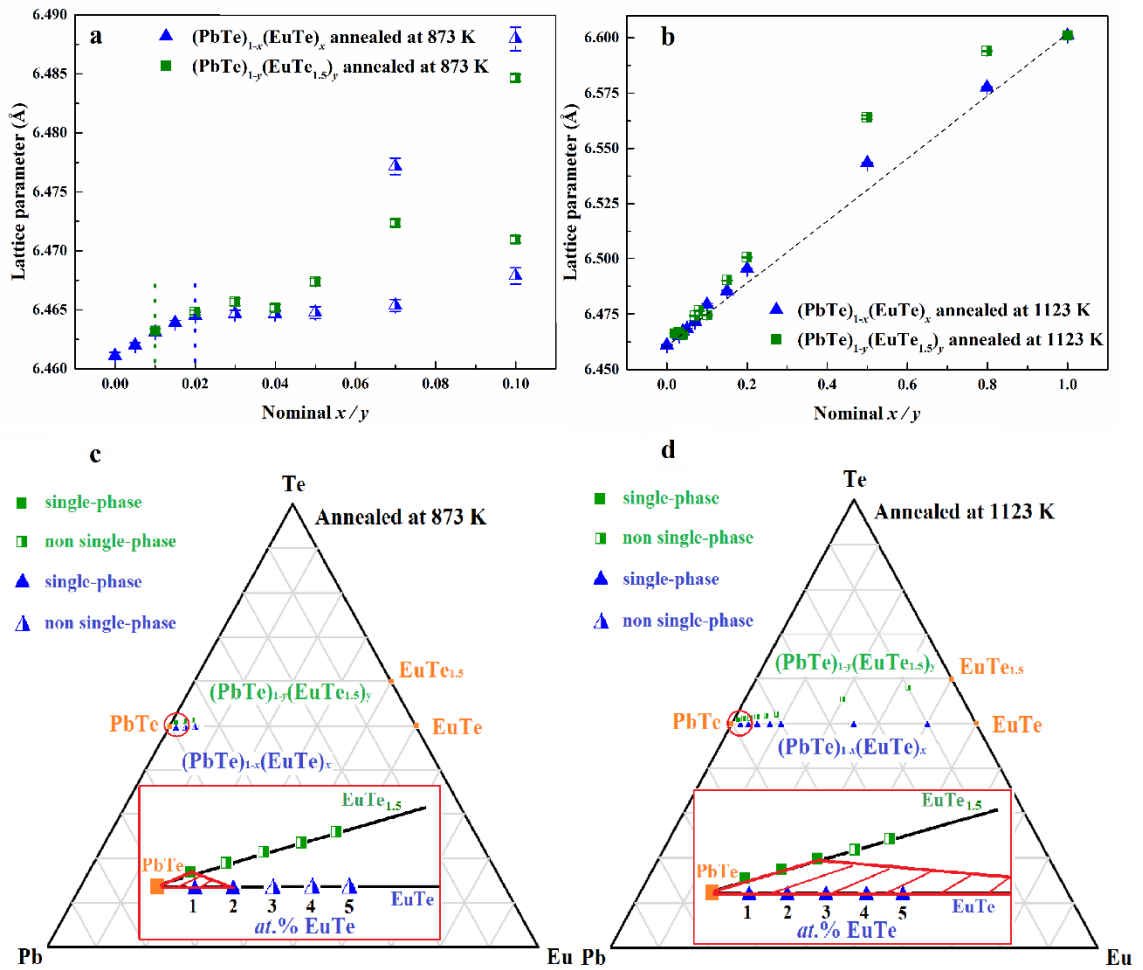 a
(PbTe)1-x(EuTe)x annealed at 873 K
(PbTe)1-y(EuTe1.5)y annealed at 873 K
Lattice parameter (Å)
6.490
6.485
6.480
6.475
6.470
6.465
6.460
0.00 0.02 0.04 0.06 0.08 0.10
Nominal x / y
b
Lattice parameter (Å)
6.600
6.575
6.550
6.525
6.500
6.475
6.450
(PbTe)1-x(EuTe)x annealed at 1123 K
(PbTe)1-y(EuTe1.5)y annealed at 1123 K
0.0 0.2 0.4 0.6 0.8 1.0
Nominal x / y
c
Te
Annealed at 873 K
single-phase
non single-phase
single-phase
non single-phase
EuTe1.5
(PbTe)1-y(EuTe1.5)y
PbTe
EuTe
(PbTe)1-x(EuTe)x
EuTe1.5
PbTe
EuTe
1 2 3 4 5
at.% EuTe
Pb
Eu
d
Te
Annealed at 1123 K
single-phase
non single-phase
single-phase
non single-phase
(PbTe)1-y(EuTe1.5)y
EuTe1.5
PbTe
EuTe
(PbTe)1-x(EuTe)x
EuTe1.5
PbTe
EuTe
1 2 3 4 5
at.% EuTe
Pb
Eu